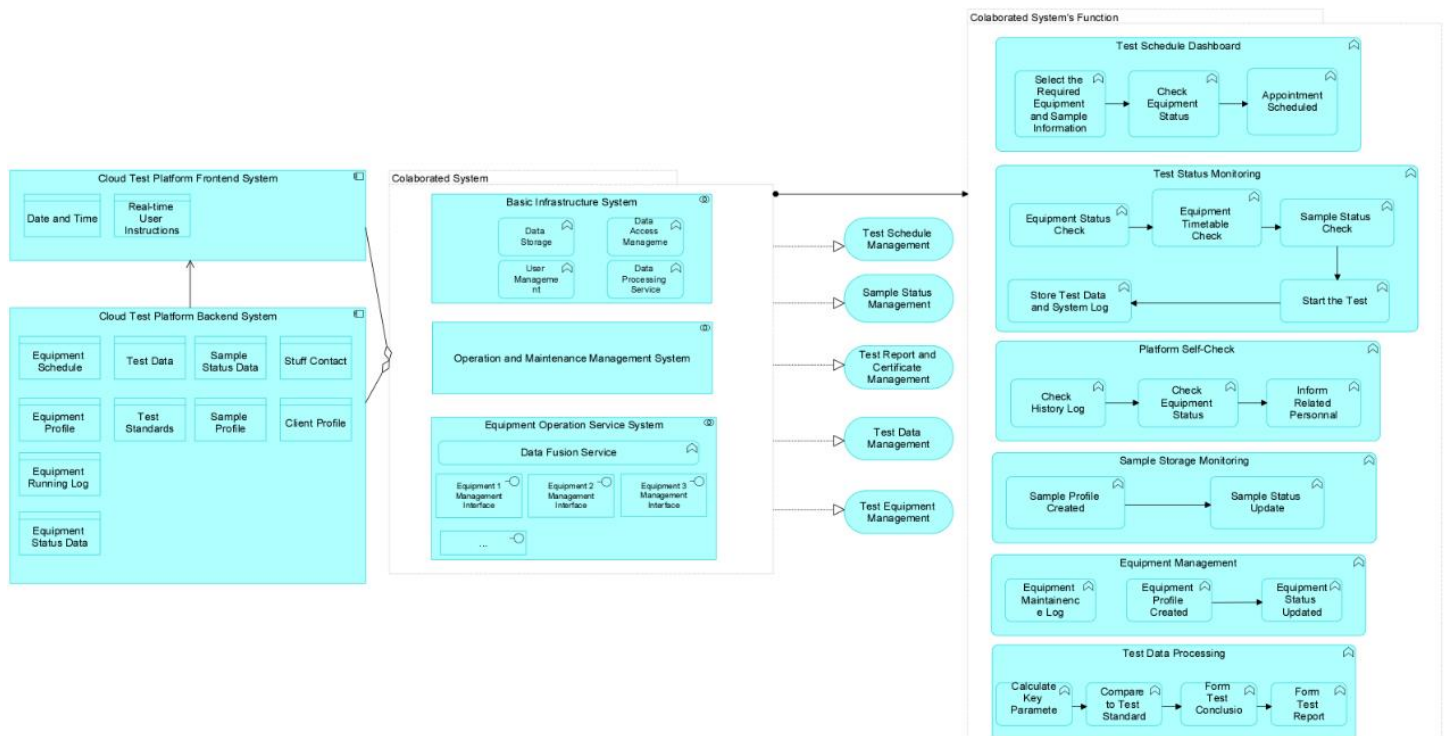 Colaborated System's Function
Test Schedule Dashboard
Select the
Required
Equipment
and Sample
Information
Check
Equipment
Status
Appointment
Scheduled
Test Status Monitoring
Equipment Status
Check
Equipment
Timetable
Check
Sample Status
Check
Store Test Data
and System Log
Start the Test
Platform Self-Check
Check
History Log
Check
Equipment
Status
Inform
Related
Personnal
Sample Storage Monitoring
Sample Profile
Created
Sample Status
Update
Equipment Management
Equipment
Maintainenc
e Log
Equipment
Profile
Created
Equipment
Status
Updated
Test Data Processing
Calculate
Key
Paramete
Compare
to Test
Standard
Form
Test
Conclusio
Form
Test
Report
Cloud Test Platform Frontend System
Date and Time
Real-time
User
Instructions
Cloud Test Platform Backend System
Equipment
Schedule
Test Data
Sample
Status Data
Stuff Contact
Equipment
Profile
Test
Standards
Sample
Profile
Client Profile
Equipment
Running Log
Equipment
Status Data
Colaborated System
Basic Infrastructure System
Data
Storage
Data
Access
Manageme
User
Manageme
nt
Data
Processing
Service
Operation and Maintenance Management System
Equipment Operation Service System
Data Fusion Service
Equipment 1
Management
Interface
Equipment 2
Management
Interface
Equipment 3
Management
Interface
...
Test Schedule
Management
Sample Status
Management
Test Report and
Certificate
Management
Test Data
Management
Test Equipment
Management